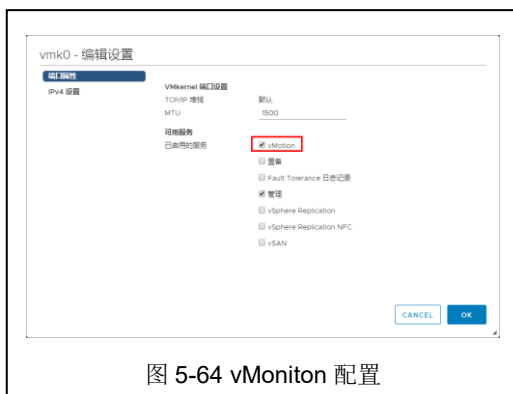 vmk0 - 编辑设置
端口属性
IPv4 设置
VMkernel 端口设置
TCP/IP 堆栈 默认
MTU 1500
可用服务
已启用的服务 vMotion
置备
Fault Tolerance 日志记录
管理
vSphere Replication
vSphere Replication NFC
vSAN
CANCEL OK
图 5-64 vMoniton 配置